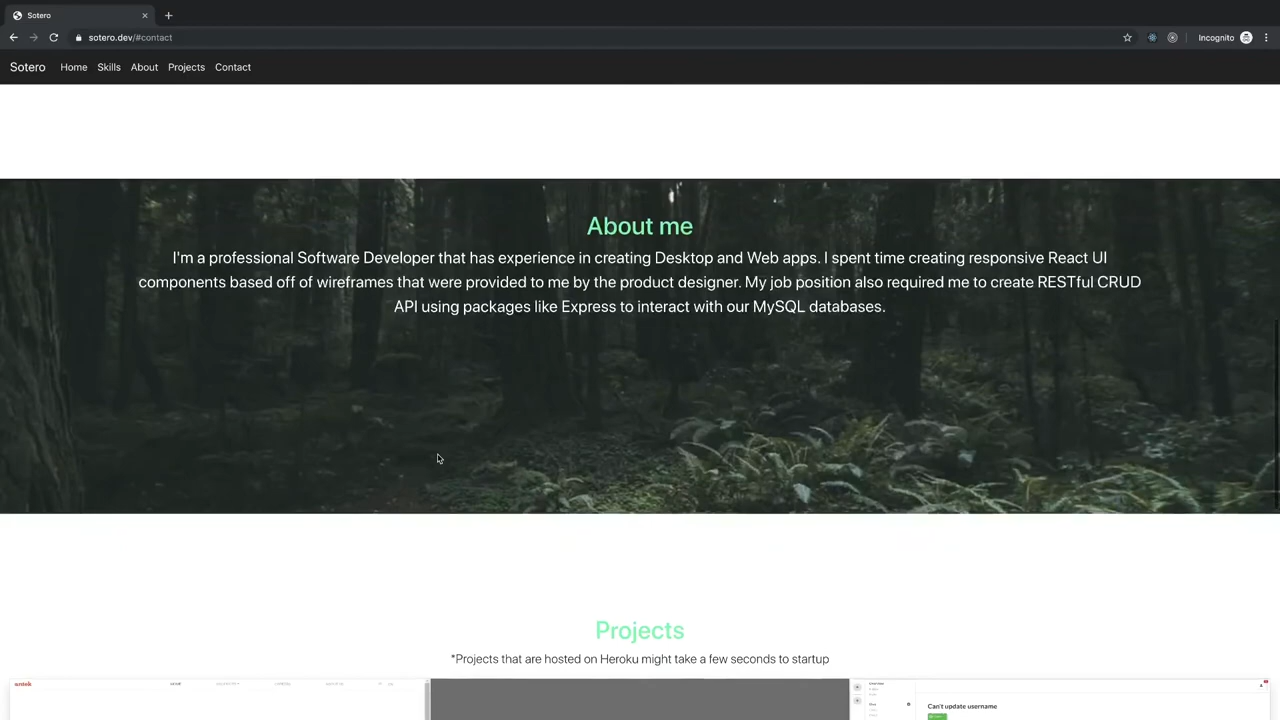 Sotero
sotero.dev/#contact
Incognito
Sotero Home Skills About Projects Contact
About me
I'm a professional Software Developer that has experience in creating Desktop and Web apps. I spent time creating responsive React UI
components based off of wireframes that were provided to me by the product designer. My job position also required me to create RESTful CRUD
API using packages like Express to interact with our MySQL databases.
Projects
*Projects that are hosted on Heroku might take a few seconds to startup
Can't update username